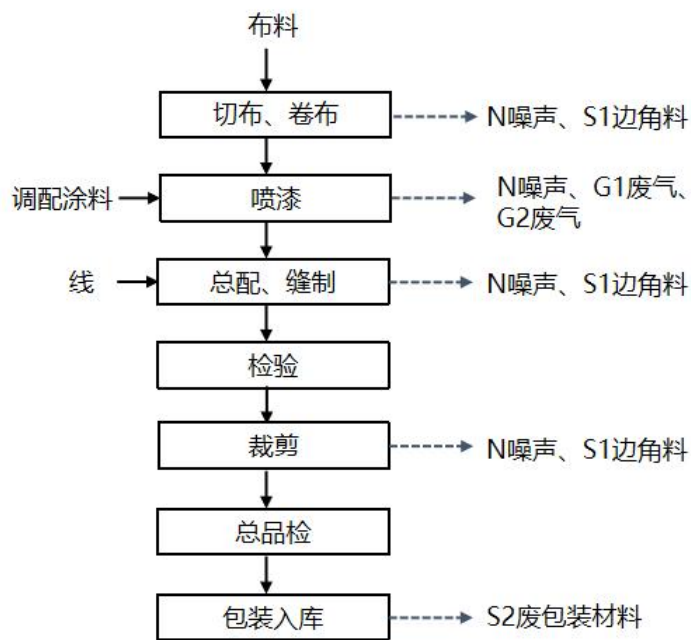 布料
切布、卷布
N噪声、S1边角料
调配涂料
喷漆
N噪声、G1废气、
G2废气
线
总配、缝制
N噪声、S1边角料
检验
裁剪
N噪声、S1边角料
总品检
包装入库
S2废包装材料